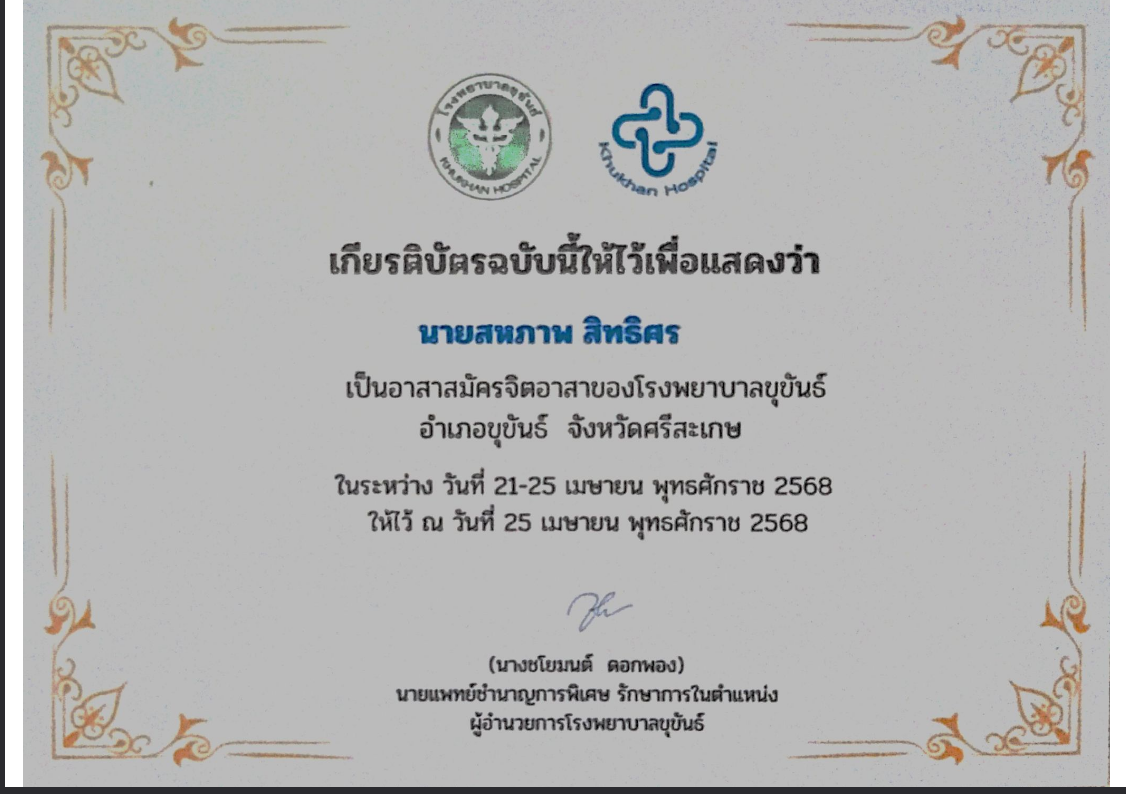 โรงพยาบาลขุขันธ์
KHUKHAN HOSPITAL
Khukhan Hospital
เกียรติบัตรฉบับนี้ให้ไว้เพื่อแสดงว่า
นายสหภาพ สิทธิศร
เป็นอาสาสมัครจิตอาสาของโรงพยาบาลขุขันธ์
อำเภอขุขันธ์ จังหวัดศรีสะเกษ
ในระหว่าง วันที่ 21-25 เมษายน พุทธศักราช 2568
ให้ไว้ ณ วันที่ 25 เมษายน พุทธศักราช 2568
(นางชโยมนต์ ดอกพอง)
นายแพทย์ชำนาญการพิเศษ รักษาการในตำแหน่ง
ผู้อำนวยการโรงพยาบาลขุขันธ์